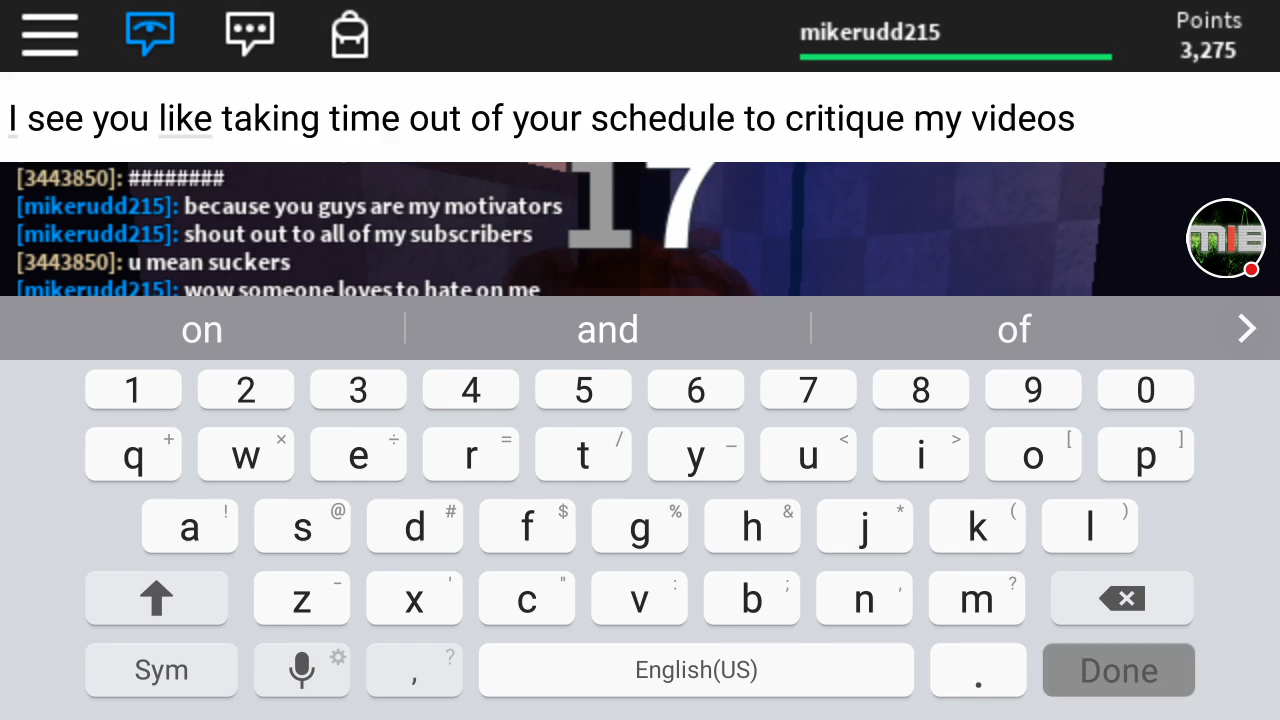 mikerudd215
Points
3,275
I see you like taking time out of your schedule to critique my videos
17
[3443850]: ########
[mikerudd215]: because you guys are my motivators
[mikerudd215]: shout out to all of my subscribers
[3443850]: u mean suckers
[mikerudd215]: wow someone loves to hate on me
MIB
on and of
1 2 3 4 5 6 7 8 9 0
q + w × e ÷ r = t / y _ u < i > o [ p ]
a ! s @ d # f $ g % h & j * k ( l )
z - x ' c " v : b ; n , m ?
Sym , ? English(US) . Done